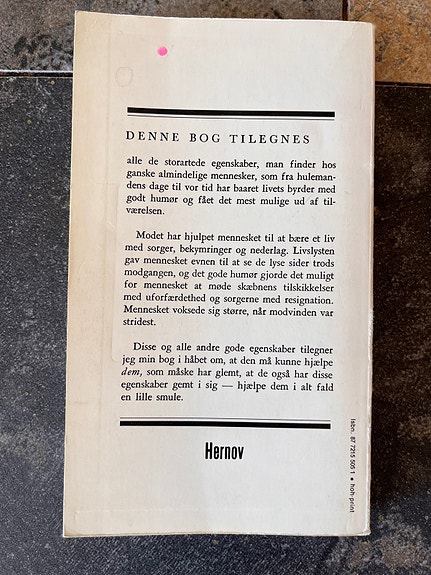 DENNE BOG TILEGNES
alle de storartede egenskaber, man finder hos
ganske almindelige mennesker, som fra huleman-
dens dage til vor tid har baaret livets byrder med
godt humør og fået det mest mulige ud af til-
værelsen.
Modet har hjulpet mennesket til at bære et liv
med sorger, bekymringer og nederlag. Livslysten
gav mennesket evnen til at se de lyse sider trods
modgangen, og det gode humør gjorde det muligt
for mennesket at møde skæbnens tilskikkelser
med uforfærdethed og sorgerne med resignation.
Mennesket voksede sig større, når modvinden var
stridest.
Disse og alle andre gode egenskaber tilegner
jeg min bog i håbet om, at den må kunne hjælpe
dem, som måske har glemt, at de også har disse
egenskaber gemt i sig — hjælpe dem i alt fald
en lille smule.
Hernov
Isbn. 87 7215 505 1 • hoh-print